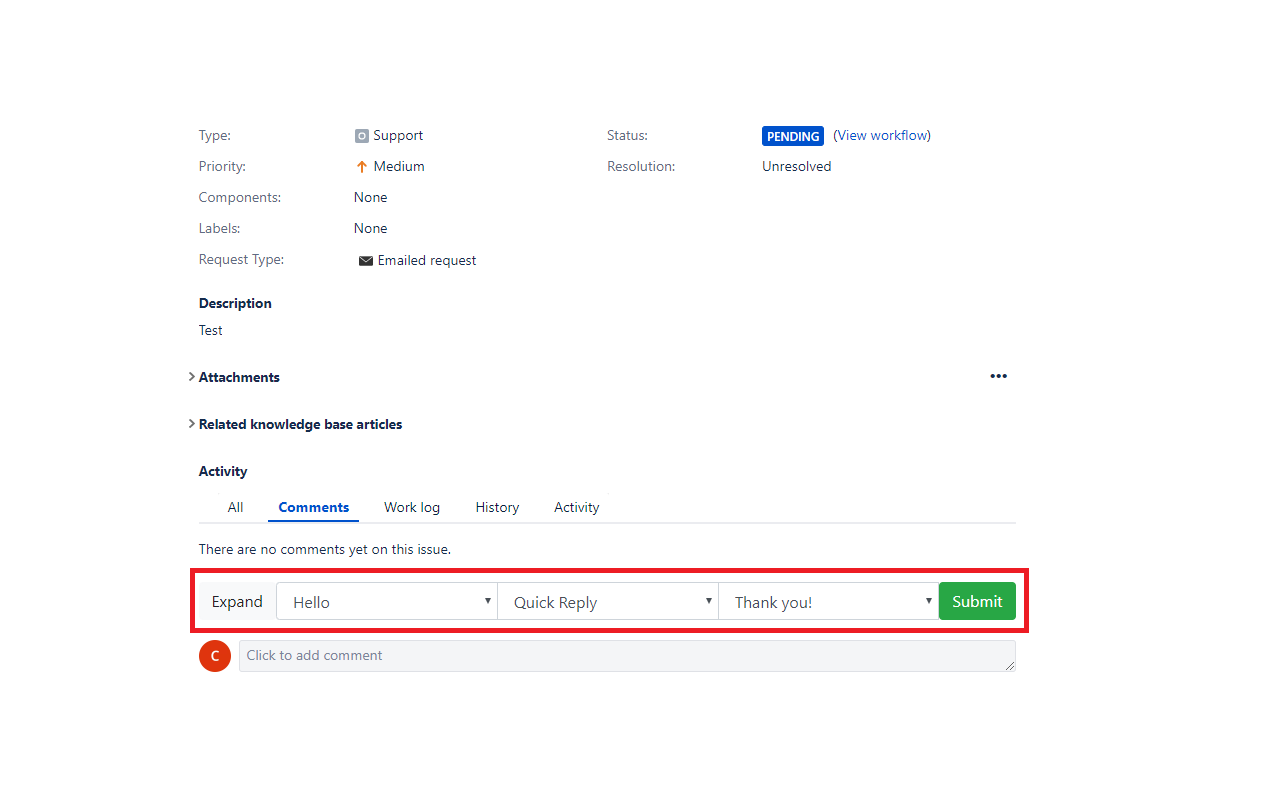 Type: Support Status: PENDING (View workflow)
Priority: Medium Resolution: Unresolved
Components: None
Labels: None
Request Type: Emailed request
Description
Test
Attachments
Related knowledge base articles
Activity
All Comments Work log History Activity
There are no comments yet on this issue.
Expand Hello Quick Reply Thank you! Submit
C Click to add comment